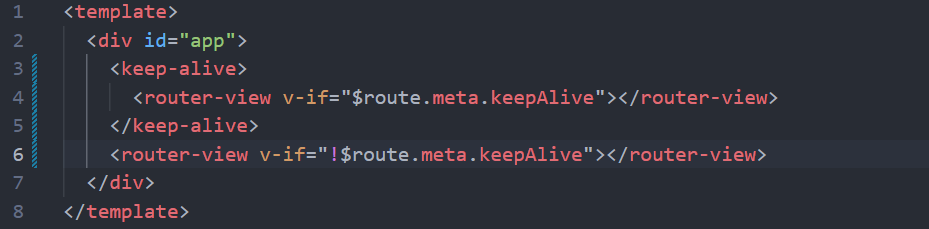 1 <template>
2 <div id="app">
3 <keep-alive>
4 <router-view v-if="$route.meta.keepAlive"></router-view>
5 </keep-alive>
6 <router-view v-if="!$route.meta.keepAlive"></router-view>
7 </div>
8 </template>